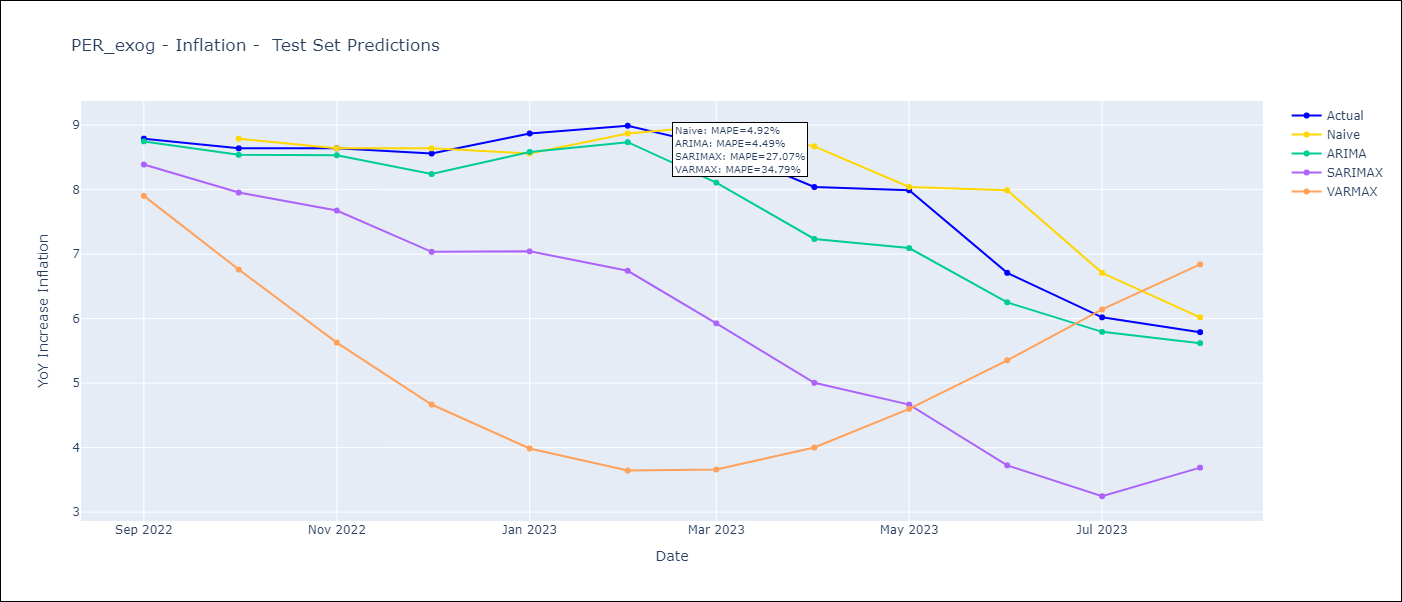 PER_exog - Inflation -  Test Set Predictions
Actual
Naive
ARIMA
SARIMAX
VARMAX
Naive: MAPE=4.92%
ARIMA: MAPE=4.49%
SARIMAX: MAPE=27.07%
VARMAX: MAPE=34.79%
YoY Increase Inflation
9
8
7
6
5
4
3
Sep 2022
Nov 2022
Jan 2023
Mar 2023
May 2023
Jul 2023
Date